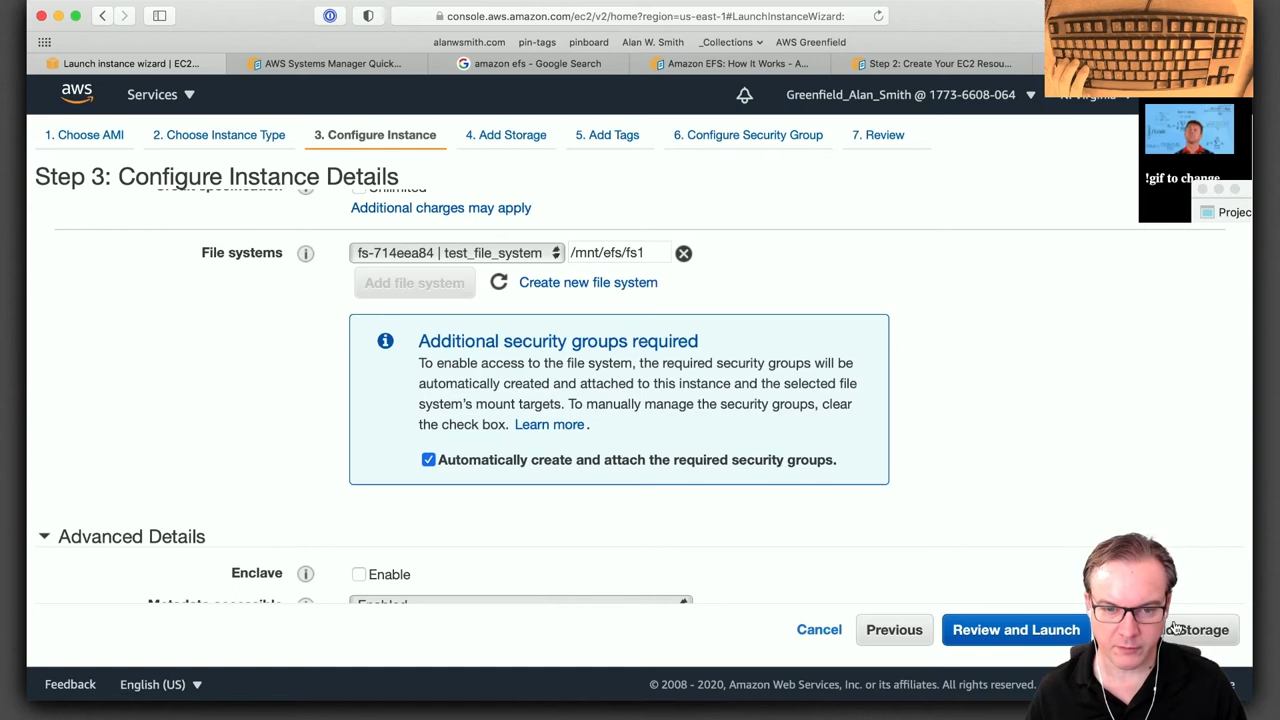 console.aws.amazon.com/ec2/v2/home?region=us-east-1#LaunchInstanceWizard:
alanwsmith.com pin-tags pinboard Alan W. Smith _Collections AWS Greenfield
Launch instance wizard | EC2... AWS Systems Manager Quick... amazon efs - Google Search Amazon EFS: How It Works - A... Step 2: Create Your EC2 Resou...
aws Services Greenfield_Alan_Smith @ 1773-6608-064
1. Choose AMI 2. Choose Instance Type 3. Configure Instance 4. Add Storage 5. Add Tags 6. Configure Security Group 7. Review
Step 3: Configure Instance Details
!gif to change
Unlimited
Projec
Additional charges may apply
File systems fs-714eea84 | test_file_system /mnt/efs/fs1
Add file system Create new file system
Additional security groups required
To enable access to the file system, the required security groups will be
automatically created and attached to this instance and the selected file
system's mount targets. To manually manage the security groups, clear
the check box. Learn more.
Automatically create and attach the required security groups.
Advanced Details
Enclave Enable
Enabled
Cancel Previous Review and Launch Storage
Feedback English (US) © 2008 - 2020, Amazon Web Services, Inc. or its affiliates. All rights reserved.